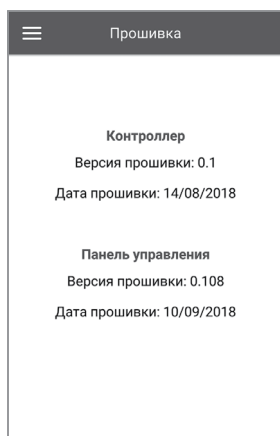 Прошивка
Контроллер
Версия прошивки: 0.1
Дата прошивки: 14/08/2018
Панель управления
Версия прошивки: 0.108
Дата прошивки: 10/09/2018